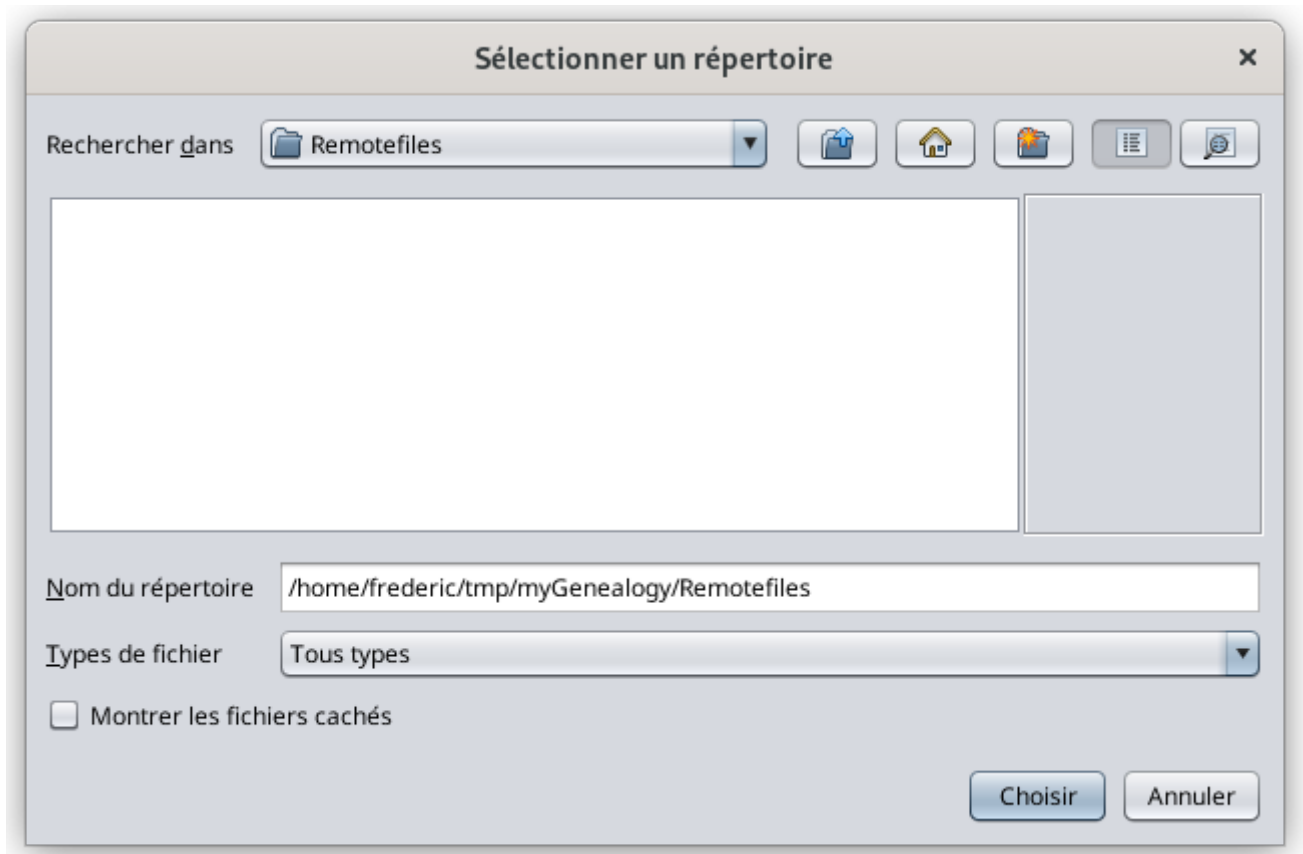 Sélectionner un répertoire
Rechercher dans Remotefiles
Nom du répertoire /home/frederic/tmp/myGenealogy/Remotefiles
Types de fichier Tous types
Montrer les fichiers cachés
Choisir Annuler